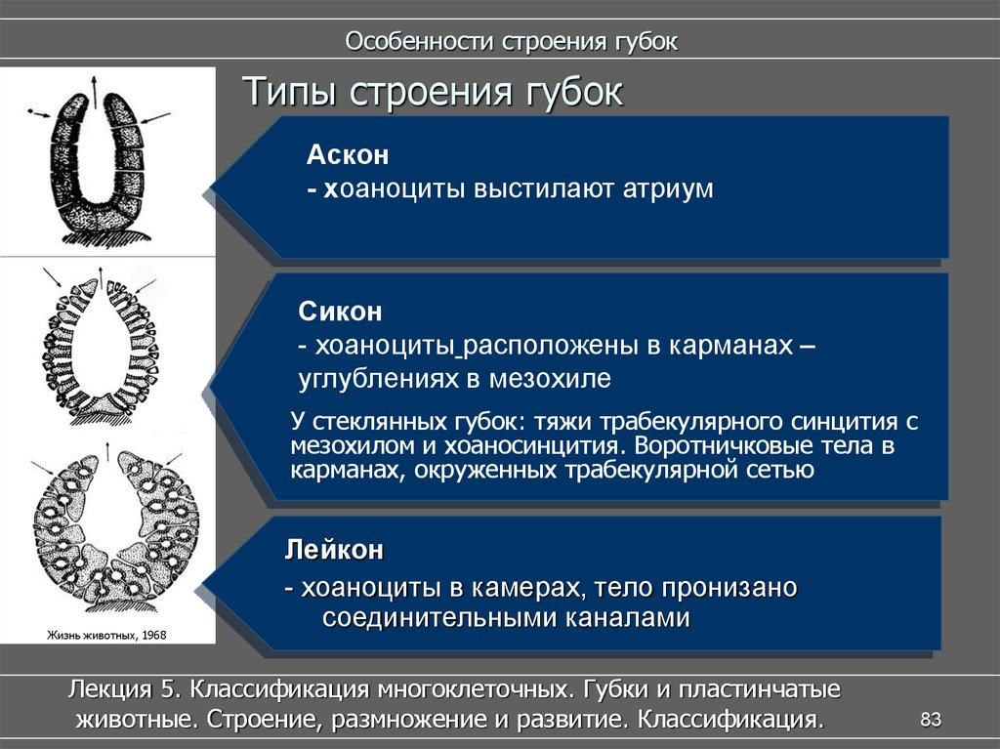 Особенности строения губок
Типы строения губок
Аскон
- хоаноциты выстилают атриум
Сикон
- хоаноциты расположены в карманах –
углублениях в мезохиле
У стеклянных губок: тяжи трабекулярного синцития с
мезохилом и хоаносинцития. Воротничковые тела в
карманах, окруженных трабекулярной сетью
Лейкон
- хоаноциты в камерах, тело пронизано
соединительными каналами
Жизнь животных, 1968
Лекция 5. Классификация многоклеточных. Губки и пластинчатые
животные. Строение, размножение и развитие. Классификация.
83